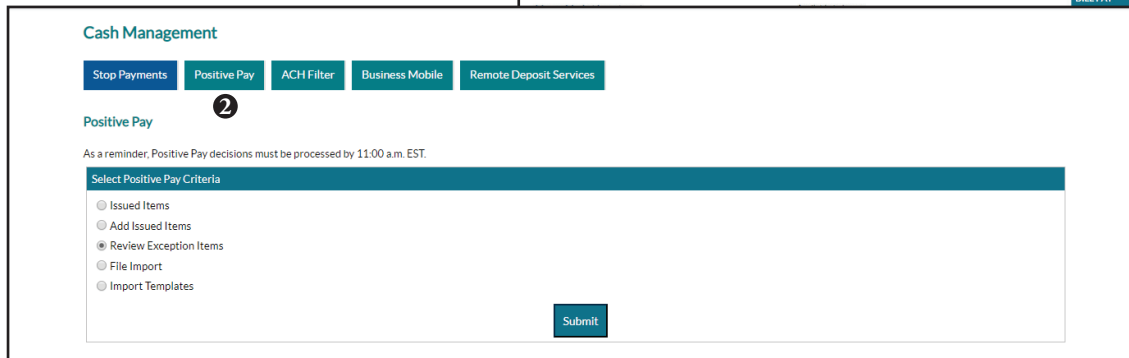 Cash Management
Stop Payments Positive Pay ACH Filter Business Mobile Remote Deposit Services
2
Positive Pay
As a reminder, Positive Pay decisions must be processed by 11:00 a.m. EST.
Select Positive Pay Criteria
Issued Items
Add Issued Items
Review Exception Items
File Import
Import Templates
Submit